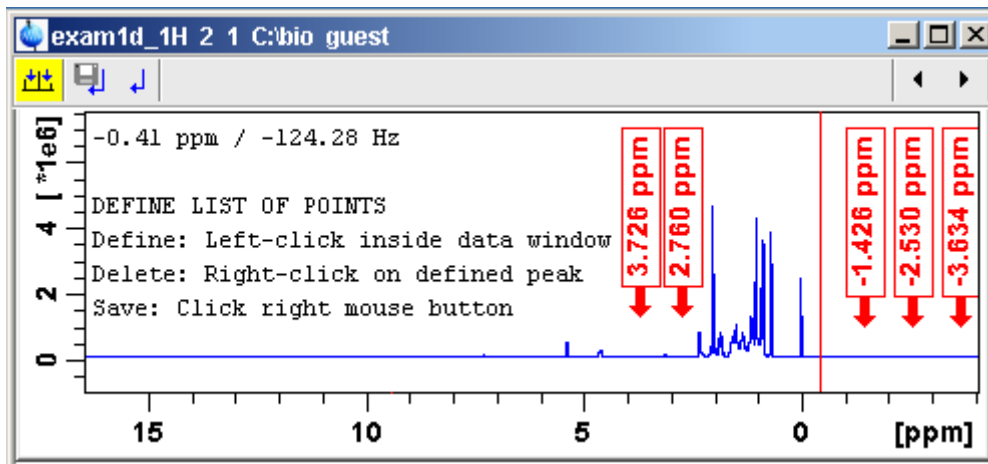 exam1d_1H 2 1 C:\bio guest
-0.41 ppm / -124.28 Hz
DEFINE LIST OF POINTS
Define: Left-click inside data window
Delete: Right-click on defined peak
Save: Click right mouse button
3.726 ppm
2.760 ppm
-1.426 ppm
-2.530 ppm
-3.634 ppm
[ *1e6]
4
2
0
15 10 5 0 [ppm]